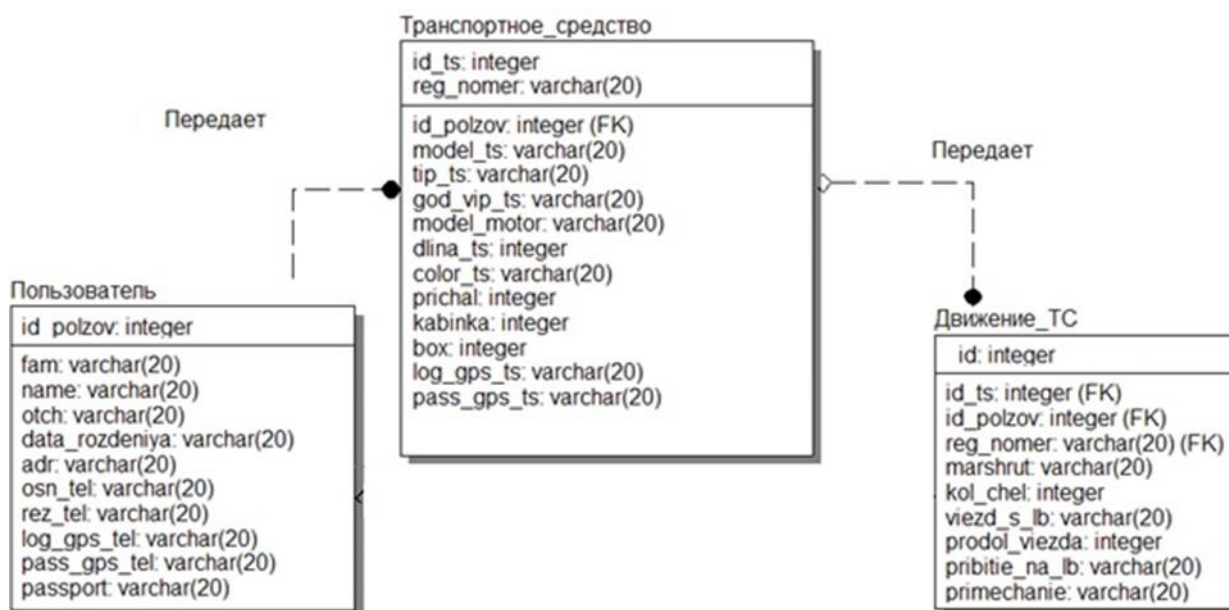 Транспортное_средство
id_ts: integer
reg_nomer: varchar(20)
id_polzov: integer (FK)
model_ts: varchar(20)
tip_ts: varchar(20)
god_vip_ts: varchar(20)
model_motor: varchar(20)
dlina_ts: integer
color_ts: varchar(20)
prichal: integer
kabinka: integer
box: integer
log_gps_ts: varchar(20)
pass_gps_ts: varchar(20)
Передает
Передает
Пользователь
id_polzov: integer
fam: varchar(20)
name: varchar(20)
otch: varchar(20)
data_rozdeniya: varchar(20)
adr: varchar(20)
osn_tel: varchar(20)
rez_tel: varchar(20)
log_gps_tel: varchar(20)
pass_gps_tel: varchar(20)
passport: varchar(20)
Движение_ТС
id: integer
id_ts: integer (FK)
id_polzov: integer (FK)
reg_nomer: varchar(20) (FK)
marshrut: varchar(20)
kol_chel: integer
viezd_s_lb: varchar(20)
prodol_viezda: integer
pribitie_na_lb: varchar(20)
primechanie: varchar(20)